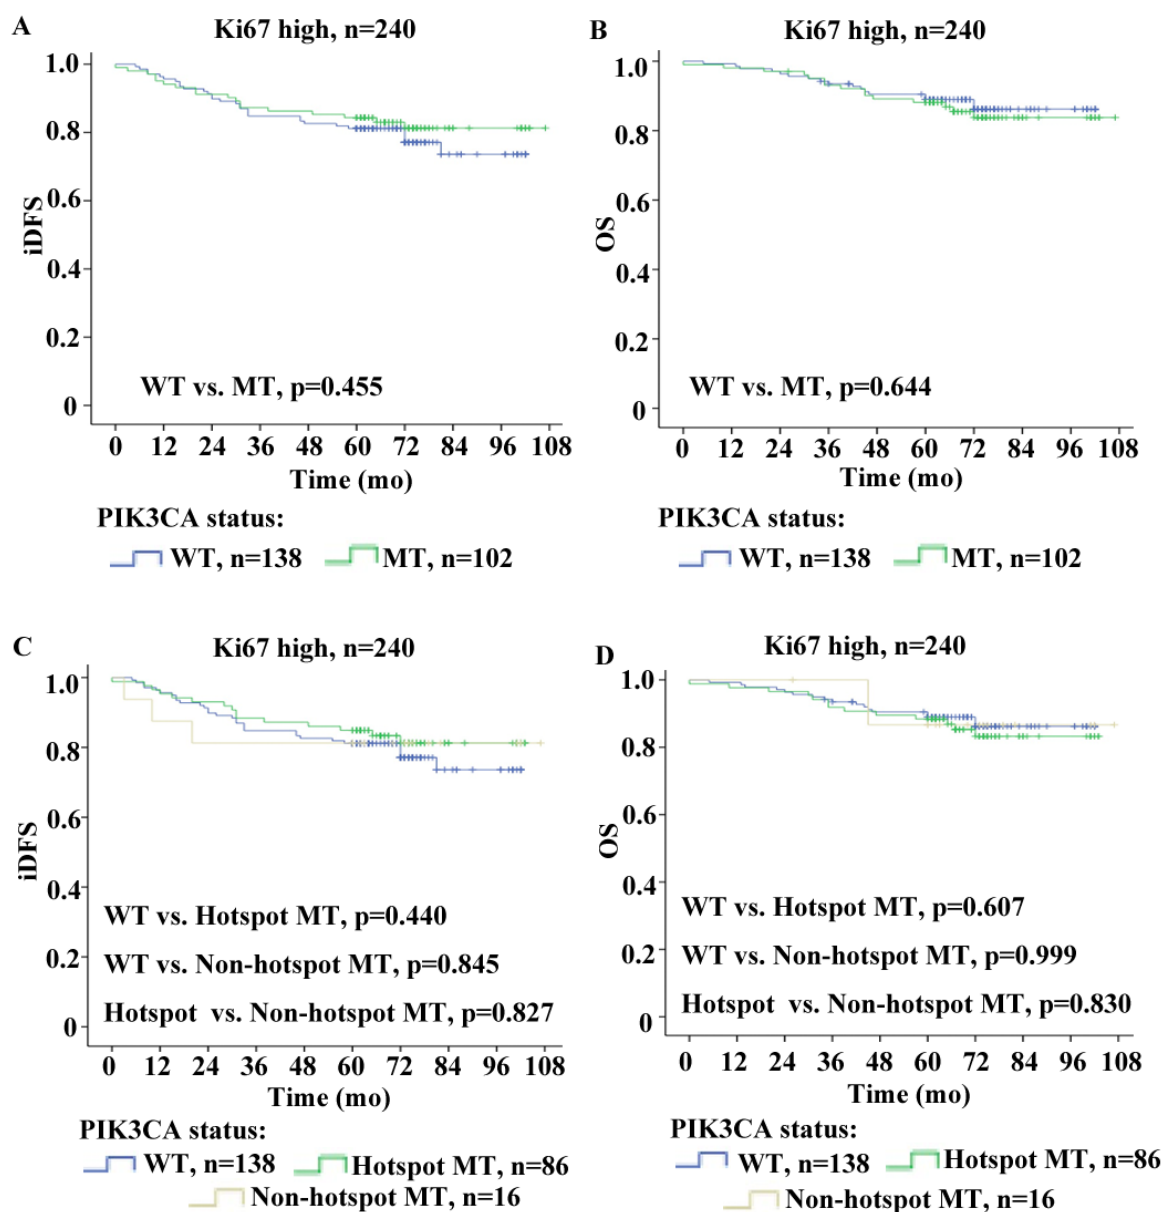 A
Ki67 high, n=240
1.0
0.8
0.6
0.4
0.2
0
iDFS
WT vs. MT, p=0.455
0 12 24 36 48 60 72 84 96 108
Time (mo)
PIK3CA status:
WT, n=138 MT, n=102
B
Ki67 high, n=240
1.0
0.8
0.6
0.4
0.2
0
OS
WT vs. MT, p=0.644
0 12 24 36 48 60 72 84 96 108
Time (mo)
PIK3CA status:
WT, n=138 MT, n=102
C
Ki67 high, n=240
1.0
0.8
0.6
0.4
0.2
0
iDFS
WT vs. Hotspot MT, p=0.440
WT vs. Non-hotspot MT, p=0.845
Hotspot vs. Non-hotspot MT, p=0.827
0 12 24 36 48 60 72 84 96 108
Time (mo)
PIK3CA status:
WT, n=138 Hotspot MT, n=86
Non-hotspot MT, n=16
D
Ki67 high, n=240
1.0
0.8
0.6
0.4
0.2
0
OS
WT vs. Hotspot MT, p=0.607
WT vs. Non-hotspot MT, p=0.999
Hotspot vs. Non-hotspot MT, p=0.830
0 12 24 36 48 60 72 84 96 108
Time (mo)
PIK3CA status:
WT, n=138 Hotspot MT, n=86
Non-hotspot MT, n=16